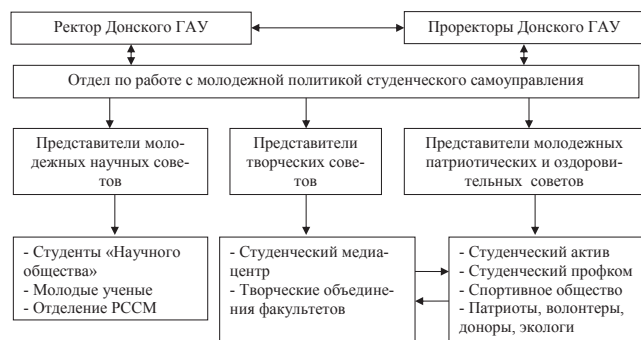 Ректор Донского ГАУ
Проректоры Донского ГАУ
Отдел по работе с молодежной политикой студенческого самоуправления
Представители моло-
дежных научных сове-
тов
Представители
творческих сове-
тов
Представители молодежных
патриотических и оздорови-
тельных советов
- Студенты «Научного
общества»
- Молодые ученые
- Отделение РССМ
- Студенческий медиа-
центр
- Творческие объедине-
ния факультетов
- Студенческий актив
- Студенческий профком
- Спортивное общество
- Патриоты, волонтеры,
доноры, экологи